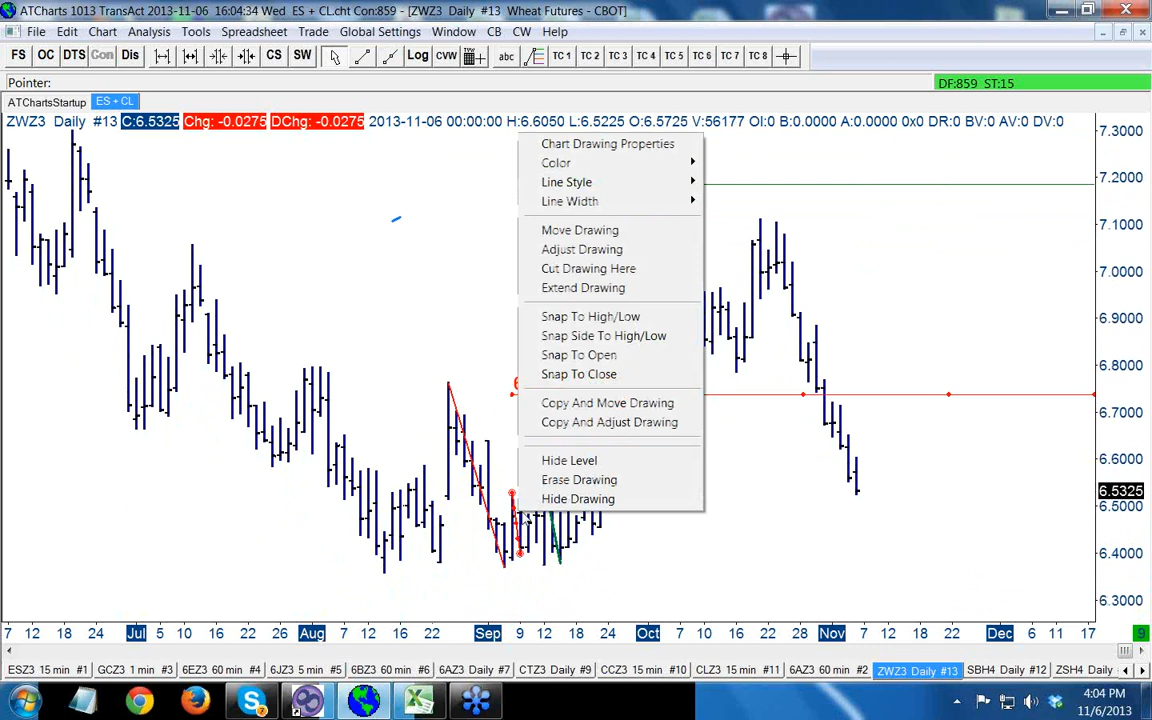 ATCharts 1013 TransAct 2013-11-06 16:04:34 Wed ES + CL.cht Con:859 - [ZWZ3 Daily #13 Wheat Futures - CBOT]
File Edit Chart Analysis Tools Spreadsheet Trade Global Settings Window CB CW Help
FS OC DTS Con Dis CS SW Log CVW abc TC 1 TC 2 TC 3 TC 4 TC 5 TC 6 TC 7 TC 8
Pointer: DF:859 ST:15
ATChartsStartup ES + CL
ZWZ3 Daily #13 C:6.5325 Chg: -0.0275 DChg: -0.0275 2013-11-06 00:00:00 H:6.6050 L:6.5225 O:6.5725 V:56177 OI:0 B:0.0000 A:0.0000 0x0 DR:0 BV:0 AV:0 DV:0
7.3000
Chart Drawing Properties
Color
7.2000
Line Style
Line Width
7.1000
Move Drawing
Adjust Drawing
Cut Drawing Here
7.0000
Extend Drawing
6.9000
Snap To High/Low
Snap Side To High/Low
Snap To Open
6.8000
Snap To Close
Copy And Move Drawing
6.7000
Copy And Adjust Drawing
6.6000
Hide Level
Erase Drawing
6.5325
Hide Drawing
6.5000
6.4000
6.3000
7 12 18 24 Jul 5 10 16 22 26 Aug 7 12 16 22 Sep 9 12 18 24 Oct 7 10 16 22 28 Nov 7 12 18 22 Dec 6 11 17 9
ESZ3 15 min #1 GCZ3 1 min #3 6EZ3 60 min #4 6JZ3 5 min #5 6BZ3 60 min #6 6AZ3 Daily #7 CTZ3 Daily #9 CCZ3 15 min #10 CLZ3 15 min #11 6AZ3 60 min #2 ZWZ3 Daily #13 SBH4 Daily #12 ZSH4 Daily #
4:04 PM
11/6/2013